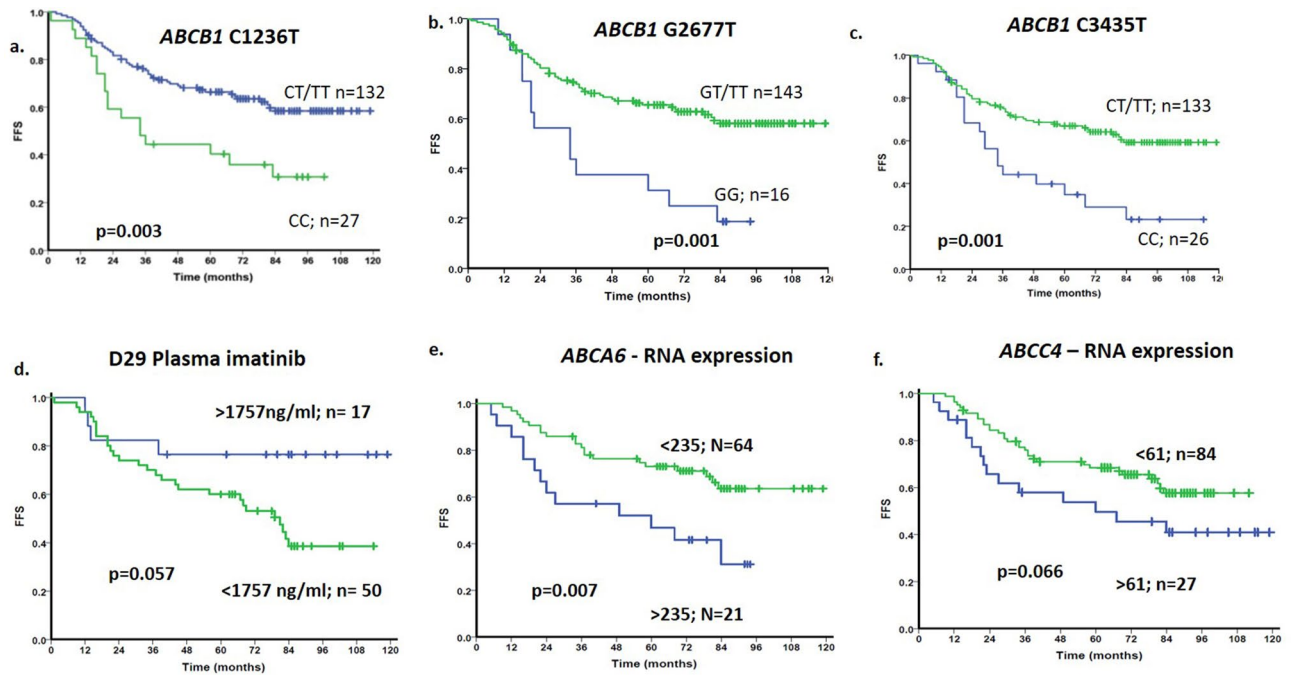 a.
ABCB1 C1236T
1.0
0.8
0.6
0.4
0.2
0.0
FFS
CT/TT n=132
CC; n=27
p=0.003
0 12 24 36 48 60 72 84 96 108 120
Time (months)
b.
ABCB1 G2677T
1.0
0.8
0.6
0.4
0.2
0.0
FFS
GT/TT n=143
GG; n=16
p=0.001
0 12 24 36 48 60 72 84 96 108 120
Time (months)
c.
ABCB1 C3435T
1.0
0.8
0.6
0.4
0.2
0.0
FFS
CT/TT; n=133
CC; n=26
p=0.001
0 12 24 36 48 60 72 84 96 108
Time (months)
d.
D29 Plasma imatinib
1.0
0.8
0.6
0.4
0.2
0.0
FFS
>1757ng/ml; n= 17
p=0.057
<1757 ng/ml; n= 50
0 12 24 36 48 60 72 84 96 108 120
Time (months)
e.
ABCA6 - RNA expression
1.0
0.8
0.6
0.4
0.2
0.0
FFS
<235; N=64
p=0.007
>235; N=21
0 12 24 36 48 60 72 84 96 108 120
Time (months)
f.
ABCC4 – RNA expression
1.0
0.8
0.6
0.4
0.2
0.0
FFS
<61; n=84
p=0.066
>61; n=27
0 12 24 36 48 60 72 84 96 108 120
Time (months)